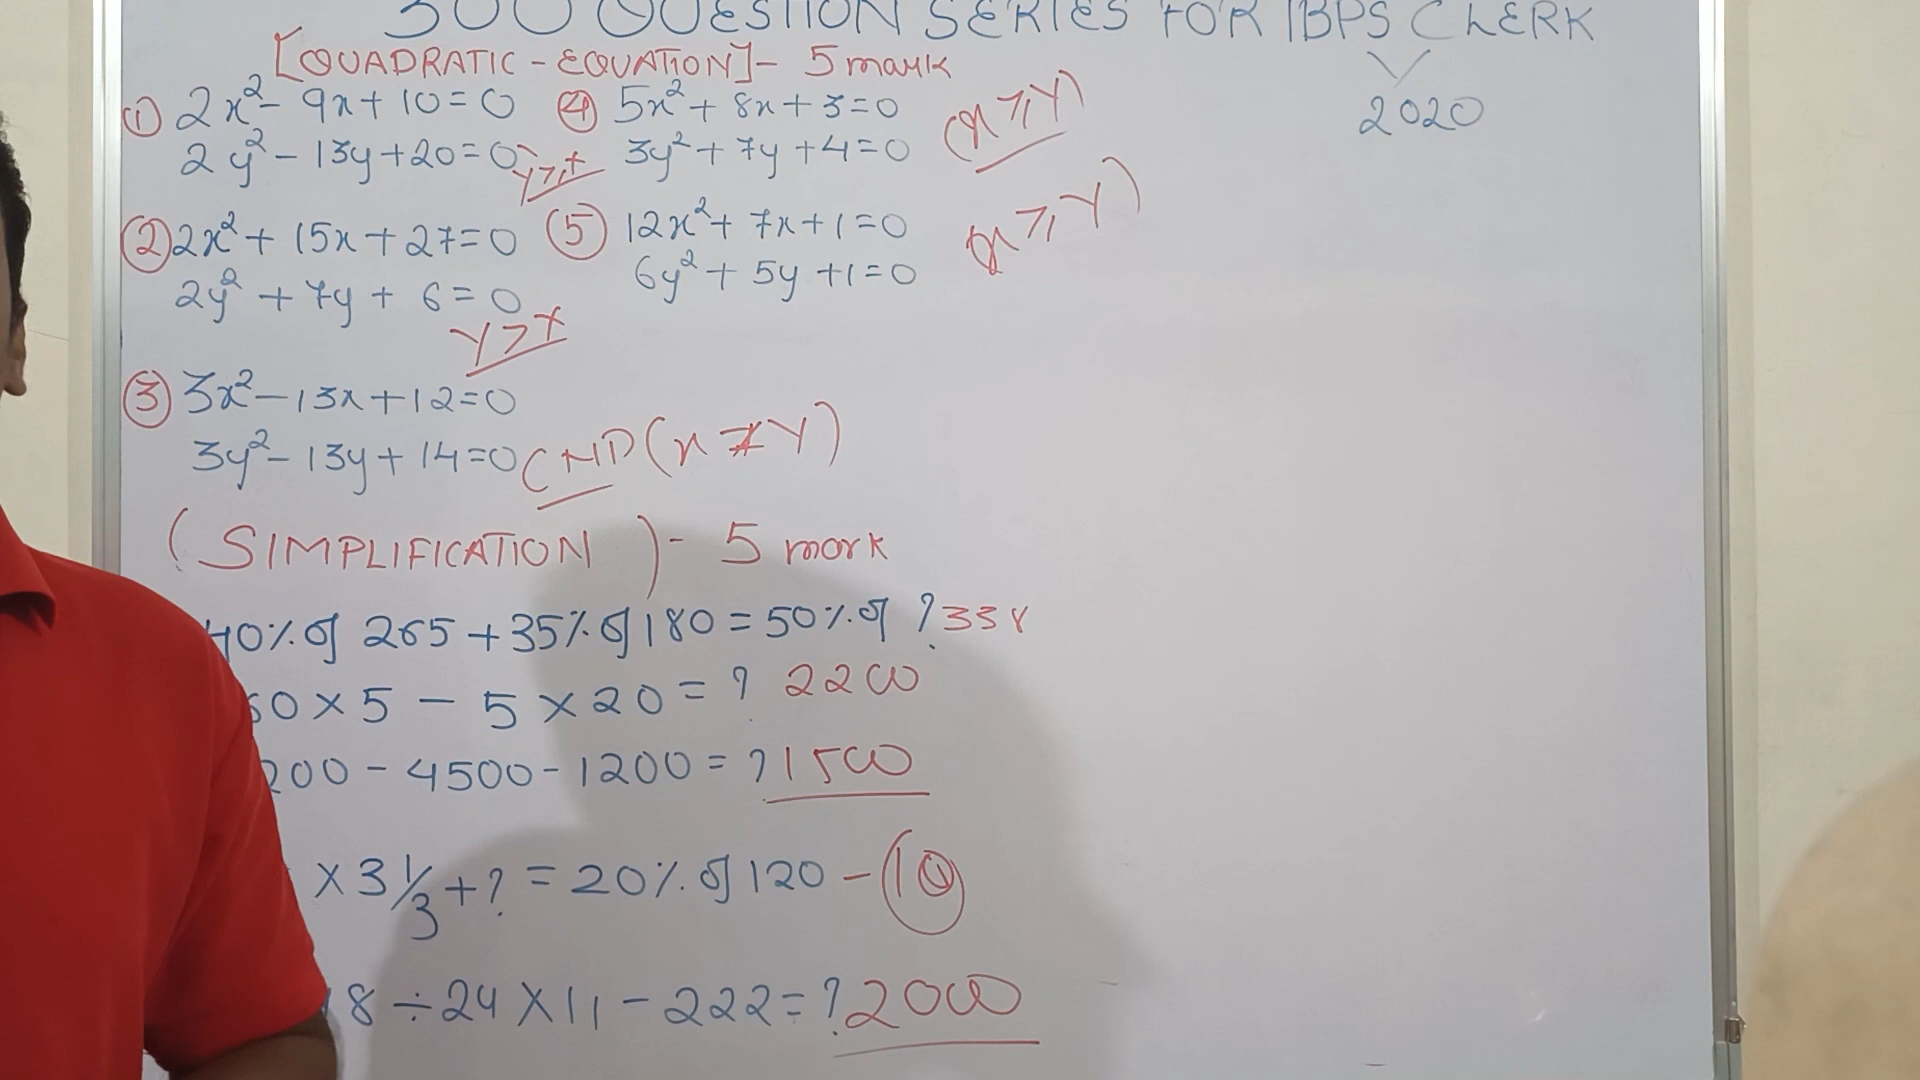 300 QUESTION SERIES FOR IBPS CLERK
2020
[QUADRATIC - EQUATION] - 5 mark
① 2x² - 9x + 10 = 0
2y² - 13y + 20 = 0 Y ≥ x
② 2x² + 15x + 27 = 0
2y² + 7y + 6 = 0
Y > x
③ 3x² - 13x + 12 = 0
3y² - 13y + 14 = 0 CND (x ≠ Y)
④ 5x² + 8x + 3 = 0
3y² + 7y + 4 = 0 (x ≥ Y)
⑤ 12x² + 7x + 1 = 0
6y² + 5y + 1 = 0 x ≥ Y)
(SIMPLIFICATION) - 5 mark
40% of 265 + 35% of 180 = 50% of ? 338
60 × 5 - 5 × 20 = ? 2200
200 - 4500 - 1200 = ? 1500
× 3 1/3 + ? = 20% of 120 - 10
8 ÷ 24 × 11 - 222 = ? 2000